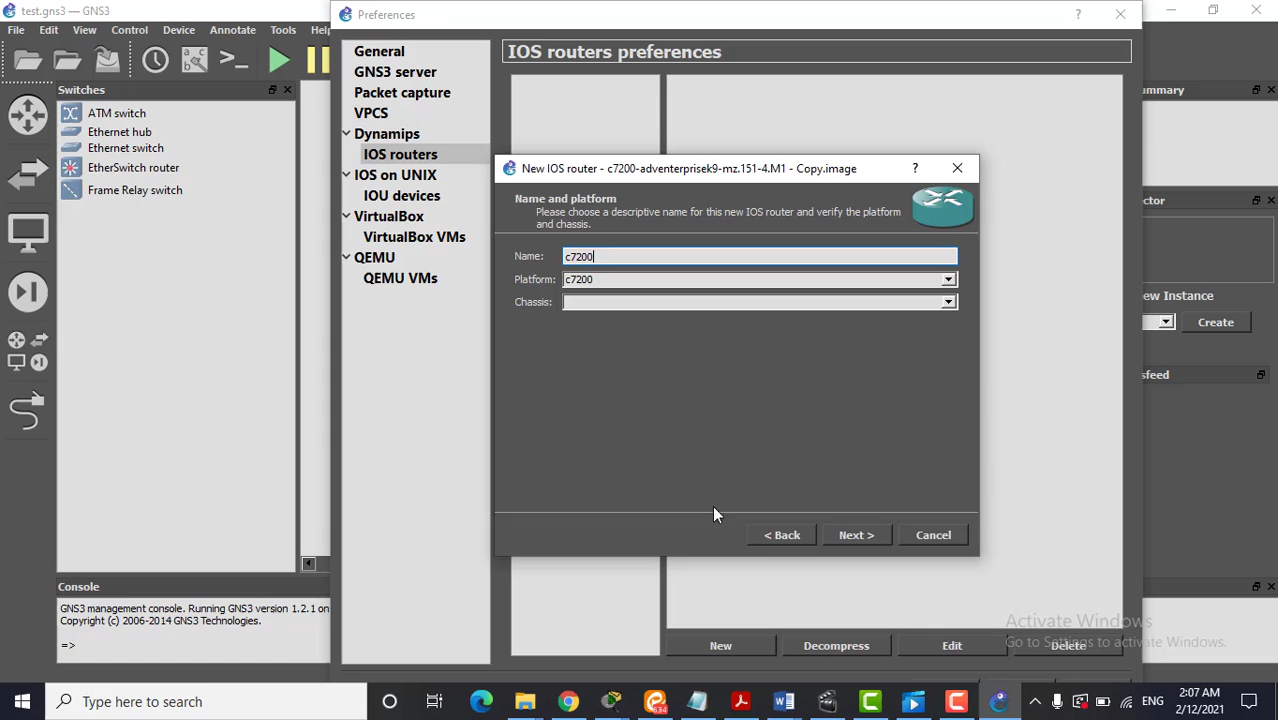 test.gns3 — GNS3
Preferences
File Edit View Control Device Annotate Tools
General
GNS3 server
Packet capture
VPCS
Dynamips
IOS routers
IOS on UNIX
IOU devices
VirtualBox
VirtualBox VMs
QEMU
QEMU VMs
IOS routers preferences
Switches
ATM switch
Ethernet hub
Ethernet switch
EtherSwitch router
Frame Relay switch
New IOS router - c7200-adventerprisek9-mz.151-4.M1 - Copy.image
Name and platform
Please choose a descriptive name for this new IOS router and verify the platform
and chassis.
Name: c7200
Platform: c7200
Chassis:
< Back Next > Cancel
New Decompress Edit Delete
Create
Console
GNS3 management console. Running GNS3 version 1.2.1 on
Copyright (c) 2006-2014 GNS3 Technologies.
=>
Activate Windows
Go to Settings to activate Windows.
Type here to search
634
ENG
2:07 AM
2/12/2021